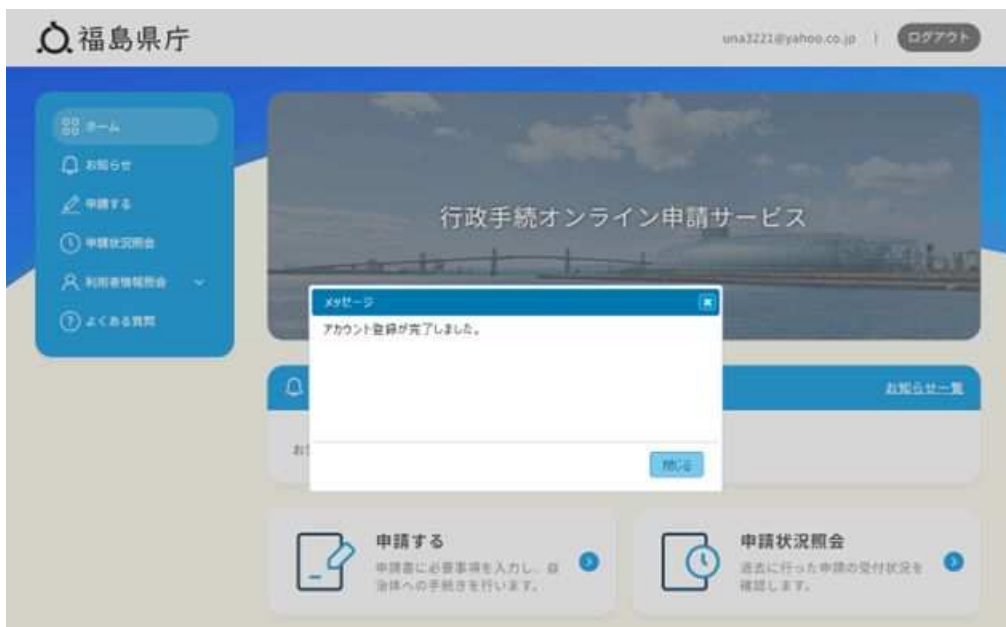 福島県庁
una3221@yahoo.co.jp
ログアウト
ホーム
お知らせ
申請する
申請状況照会
利用者情報照会
よくある質問
行政手続オンライン申請サービス
メッセージ
アカウント登録が完了しました。
閉じる
お知らせ一覧
お
申請する
申請書に必要事項を入力し、自
治体への手続きを行います。
申請状況照会
過去に行った申請の受付状況を
確認します。